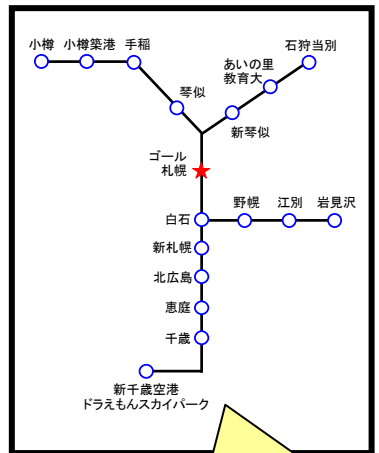 小樽
小樽築港
手稲
石狩当別
あいの里
教育大
琴似
新琴似
ゴール
札幌
白石
野幌
江別
岩見沢
新札幌
北広島
恵庭
千歳
新千歳空港
ドラえもんスカイパーク